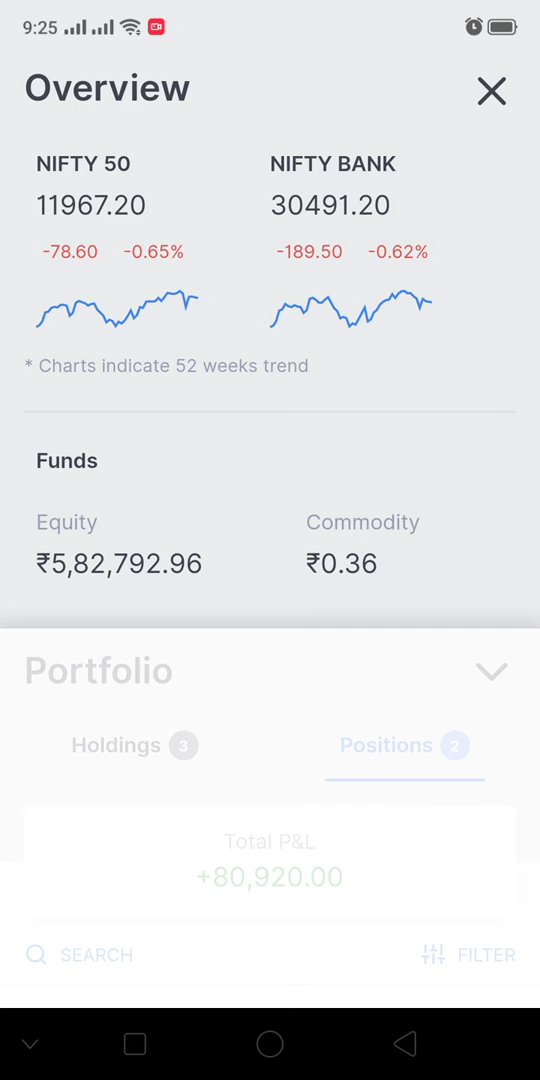 9:25
Overview
NIFTY 50 NIFTY BANK
11967.20 30491.20
-78.60 -0.65% -189.50 -0.62%
* Charts indicate 52 weeks trend
Funds
Equity Commodity
₹5,82,792.96 ₹0.36
Portfolio
Holdings 3 Positions 2
Total P&L
+80,920.00
SEARCH FILTER